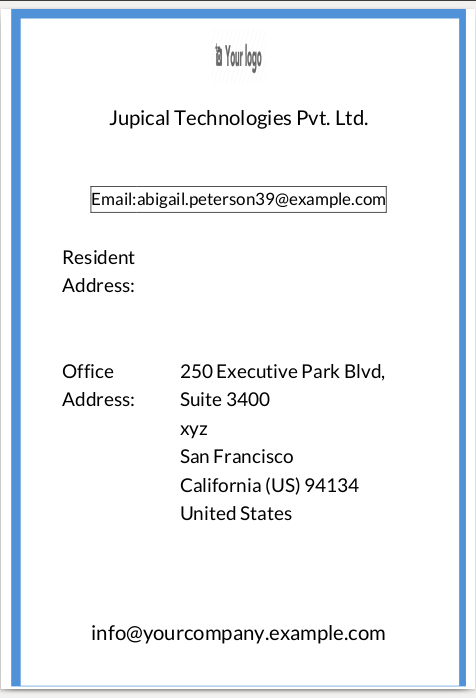 Your logo
Jupical Technologies Pvt. Ltd.
Email:abigail.peterson39@example.com
Resident
Address:
Office
Address:
250 Executive Park Blvd,
Suite 3400
xyz
San Francisco
California (US) 94134
United States
info@yourcompany.example.com